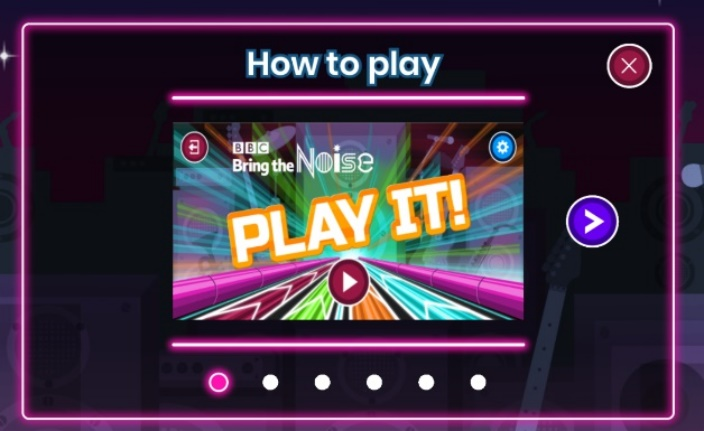 How to play
BBC
Bring the Noise
PLAY IT!